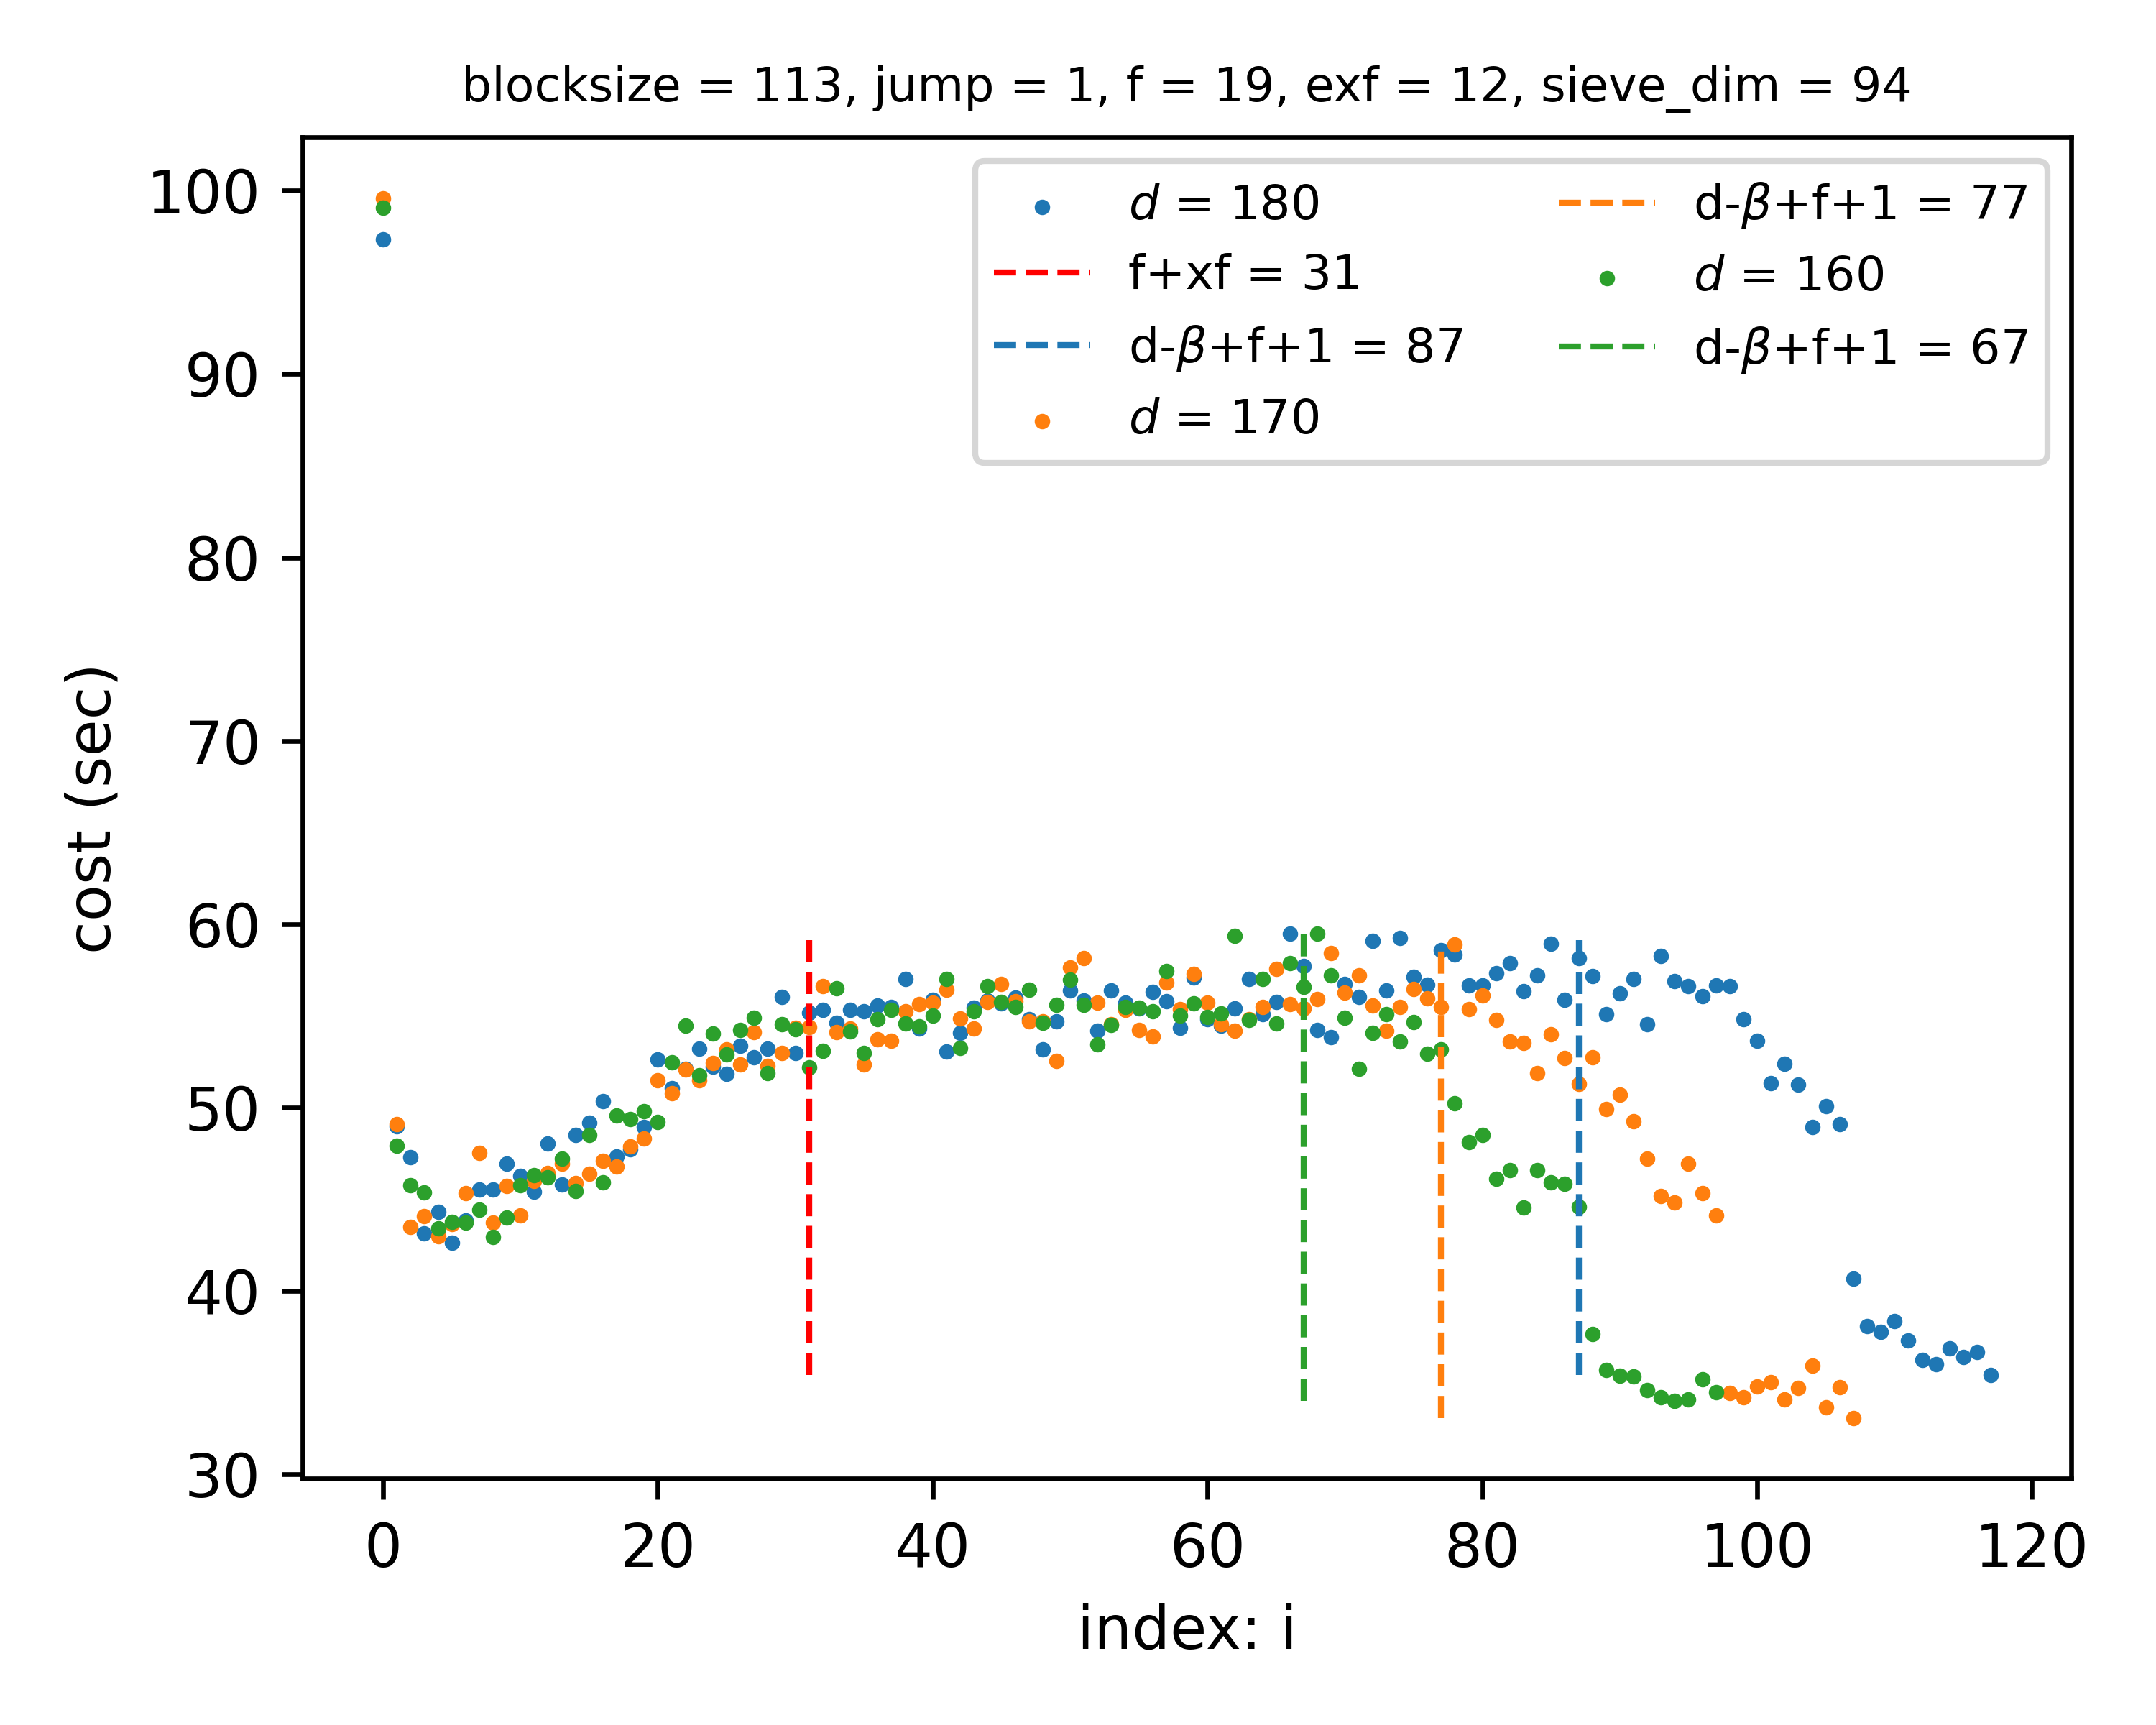 blocksize = 113, jump = 1, f = 19, exf = 12, sieve_dim = 94
d = 180
f+xf = 31
d-β+f+1 = 87
d = 170
d-β+f+1 = 77
d = 160
d-β+f+1 = 67
100
90
80
70
60
50
40
30
cost (sec)
0 20 40 60 80 100 120
index: i